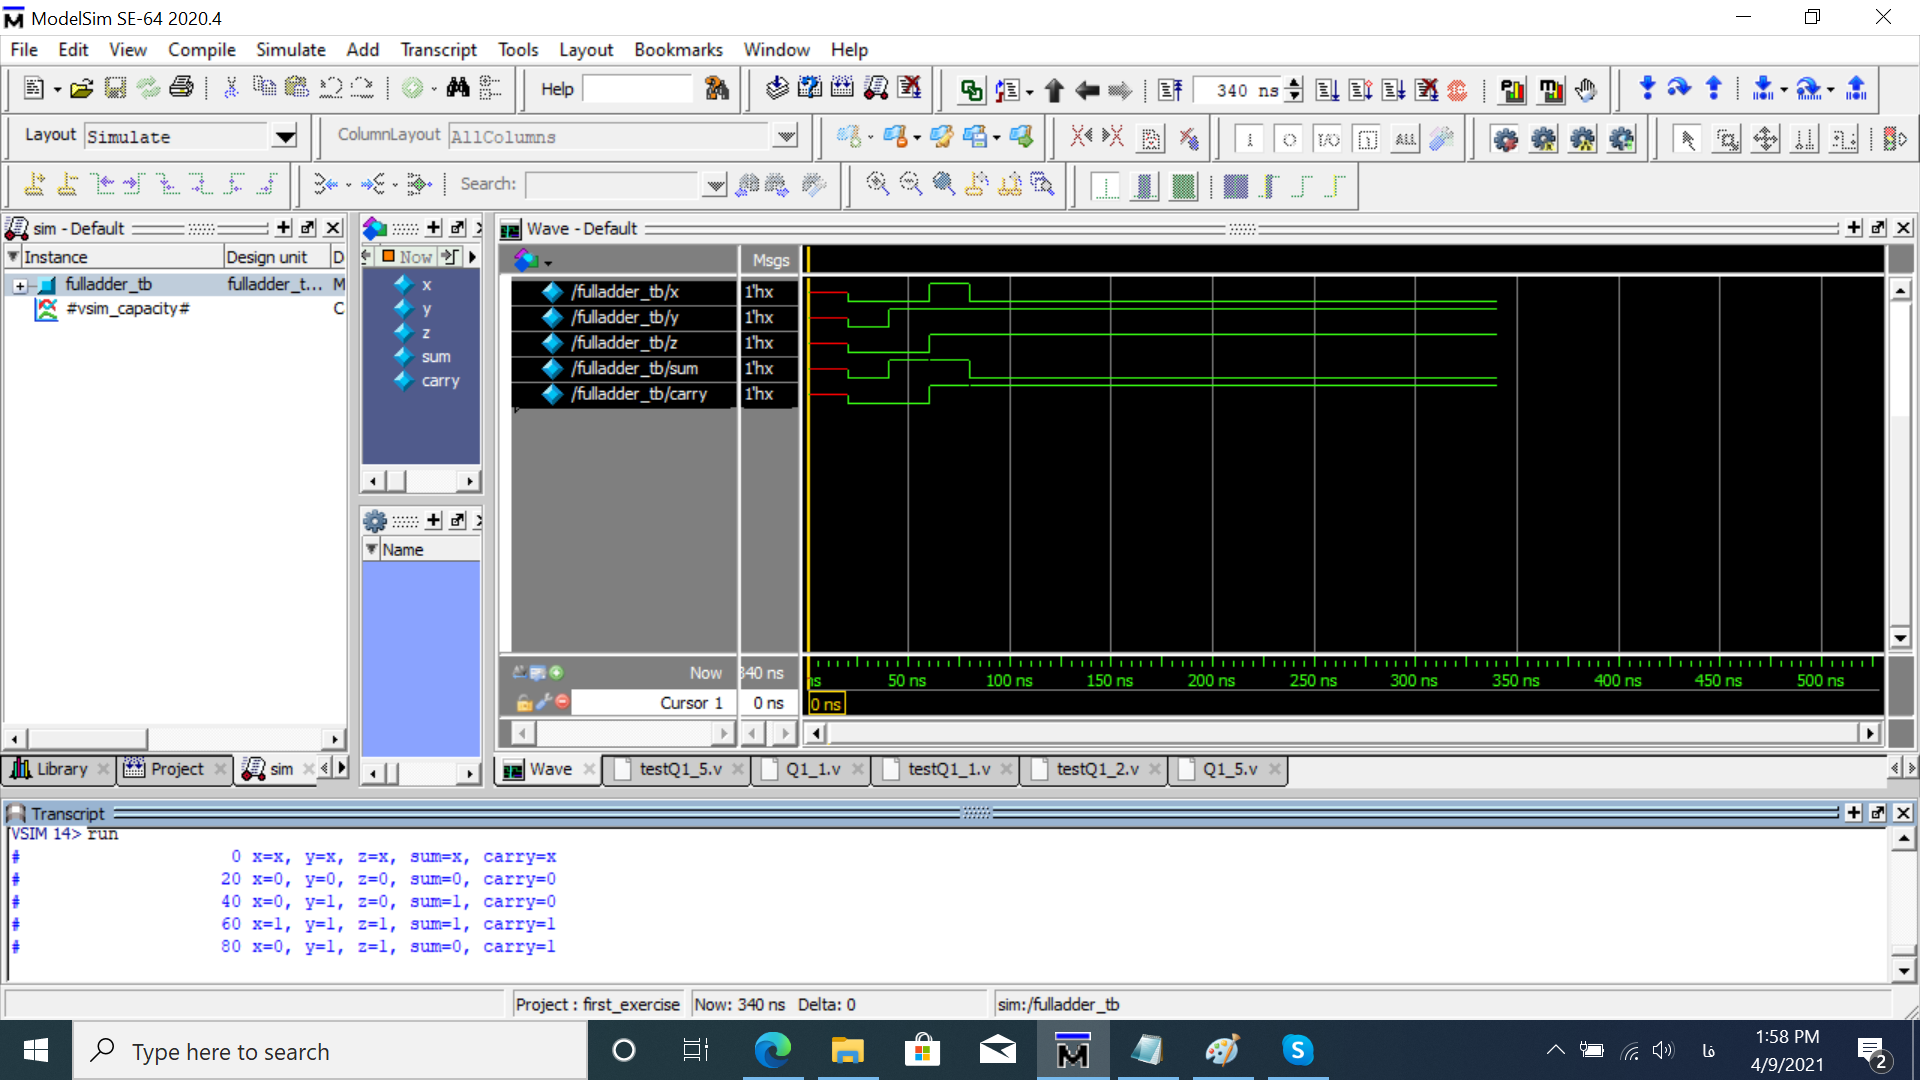 ModelSim SE-64 2020.4
File Edit View Compile Simulate Add Transcript Tools Layout Bookmarks Window Help
Help 340 ns
Layout Simulate ColumnLayout AllColumns ALL
Search:
sim - Default
Instance Design unit D
fulladder_tb fulladder_t... M
#vsim_capacity# C
Now
x
y
z
sum
carry
Name
Wave - Default
Msgs
/fulladder_tb/x 1'hx
/fulladder_tb/y 1'hx
/fulladder_tb/z 1'hx
/fulladder_tb/sum 1'hx
/fulladder_tb/carry 1'hx
Now 340 ns
ns 50 ns 100 ns 150 ns 200 ns 250 ns 300 ns 350 ns 400 ns 450 ns 500 ns
Cursor 1 0 ns
0 ns
Library Project sim
Wave testQ1_5.v Q1_1.v testQ1_1.v testQ1_2.v Q1_5.v
Transcript
VSIM 14> run
# 0 x=x, y=x, z=x, sum=x, carry=x
# 20 x=0, y=0, z=0, sum=0, carry=0
# 40 x=0, y=1, z=0, sum=1, carry=0
# 60 x=1, y=1, z=1, sum=1, carry=1
# 80 x=0, y=1, z=1, sum=0, carry=1
Project : first_exercise Now: 340 ns Delta: 0 sim:/fulladder_tb
Type here to search
فا
1:58 PM
4/9/2021
2